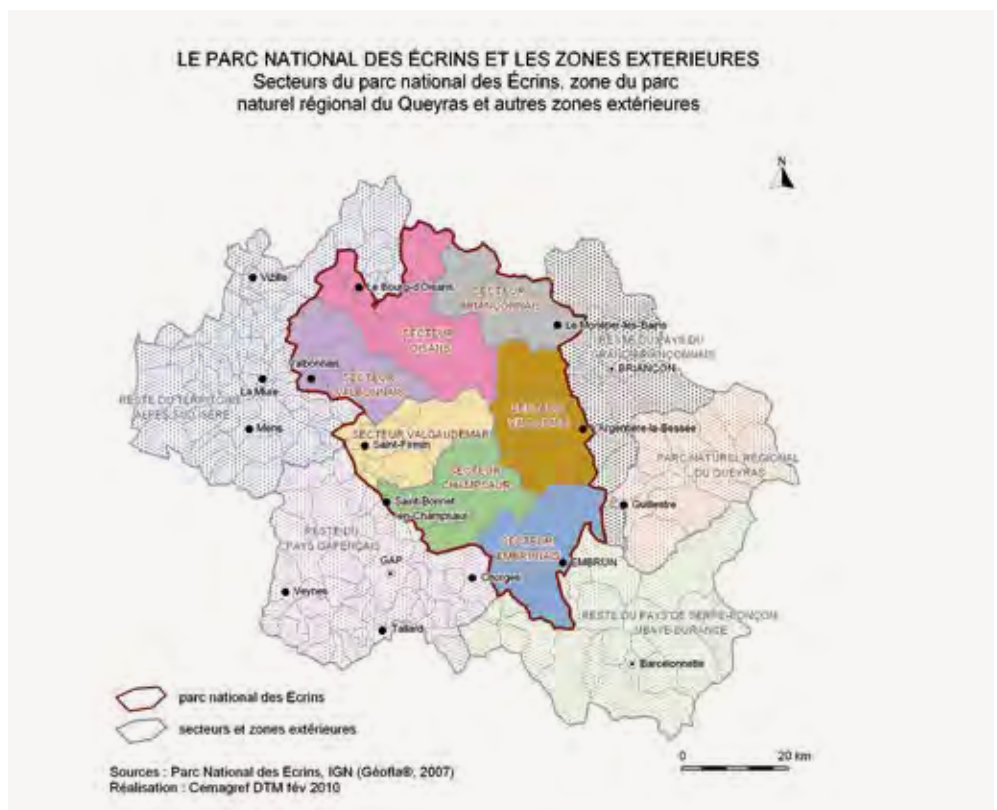 LE PARC NATIONAL DES ÉCRINS ET LES ZONES EXTERIEURES
Secteurs du parc national des Écrins, zone du parc
naturel régional du Queyras et autres zones extérieures
N
Vizille
Le Bourg-d'Oisans
SECTEUR
BRIANÇONNAIS
Le Monêtier-les-Bains
SECTEUR
OISANS
RESTE DU PAYS DU
GRAND BRIANÇONNAIS
BRIANÇON
Valbonnais
La Mure
SECTEUR
VALBONNAIS
RESTE DU TERRITOIRE
ALPES SUD ISÈRE
Mens
SECTEUR
SECTEUR VALGAUDEMAR
Saint-Firmin
L'Argentière-la-Bessée
PARC NATUREL RÉGIONAL
DU QUEYRAS
SECTEUR
CHAMPSAUR
Saint-Bonnet
-en-Champsaur
Guillestre
RESTE DU
PAYS GAPENÇAIS
SECTEUR
EMBRUNAIS
GAP
EMBRUN
Chorges
Veynes
RESTE DU PAYS DE SERRE-PONÇON
UBAYE-DURANCE
Tallard
Barcelonnette
parc national des Écrins
secteurs et zones extérieures
0 20 km
Sources : Parc National des Ecrins, IGN (Géofla®, 2007)
Réalisation : Cemagref DTM fév 2010